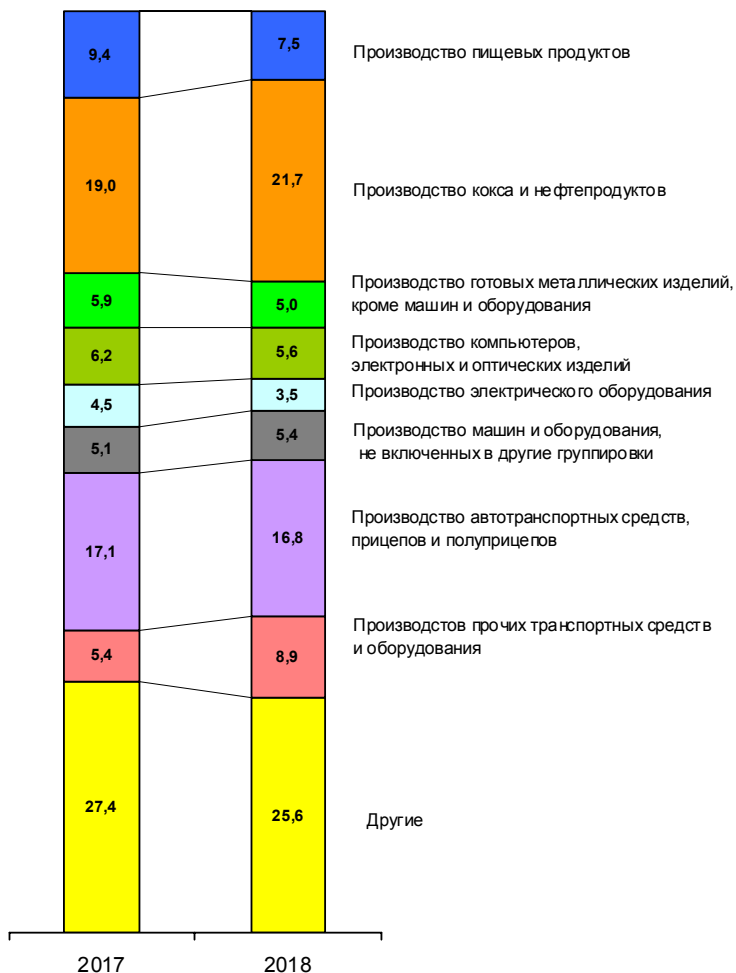 9,4
7,5
Производство пищевых продуктов
19,0
21,7
Производство кокса и нефтепродуктов
5,9
5,0
Производство готовых металлических изделий,
кроме машин и оборудования
6,2
5,6
Производство компьютеров,
электронных и оптических изделий
4,5
3,5
Производство электрического оборудования
5,1
5,4
Производство машин и оборудования,
не включенных в другие группировки
17,1
16,8
Производство автотранспортных средств,
прицепов и полуприцепов
5,4
8,9
Производстов прочих транспортных средств
и оборудования
27,4
25,6
Другие
2017
2018